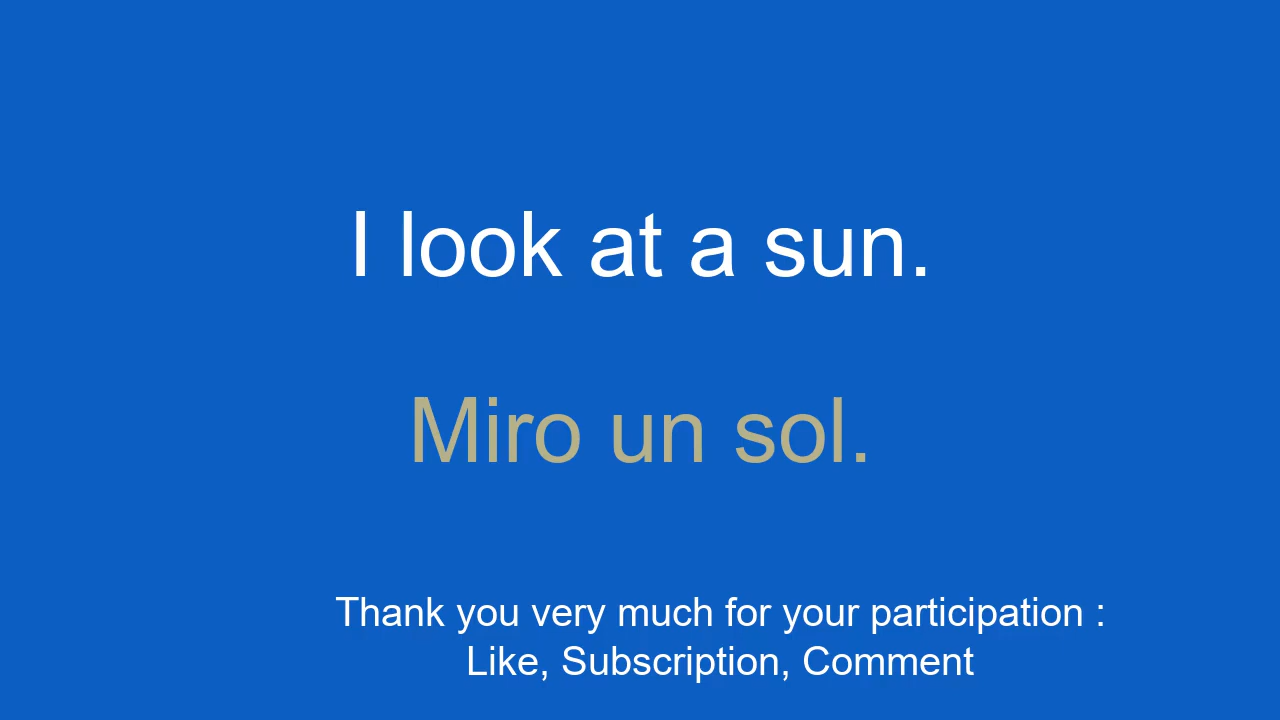 I look at a sun.
Miro un sol.
Thank you very much for your participation :
Like, Subscription, Comment